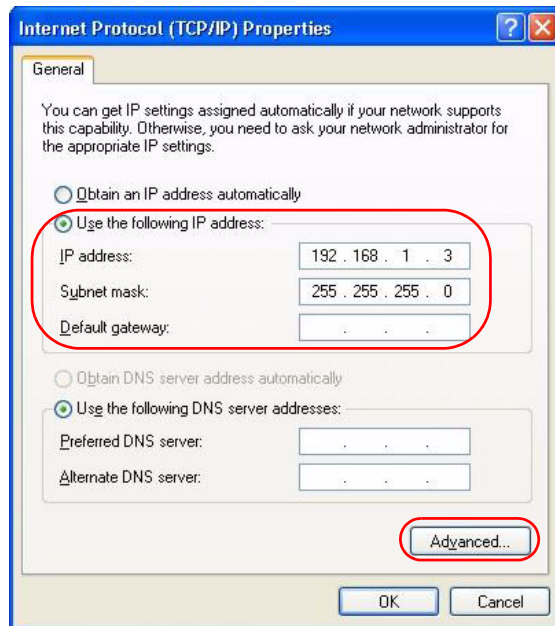 Internet Protocol (TCP/IP) Properties
General
You can get IP settings assigned automatically if your network supports
this capability. Otherwise, you need to ask your network administrator for
the appropriate IP settings.
Obtain an IP address automatically
Use the following IP address:
IP address: 192 . 168 . 1 . 3
Subnet mask: 255 . 255 . 255 . 0
Default gateway: . . .
Obtain DNS server address automatically
Use the following DNS server addresses:
Preferred DNS server: . . .
Alternate DNS server: . . .
Advanced...
OK Cancel